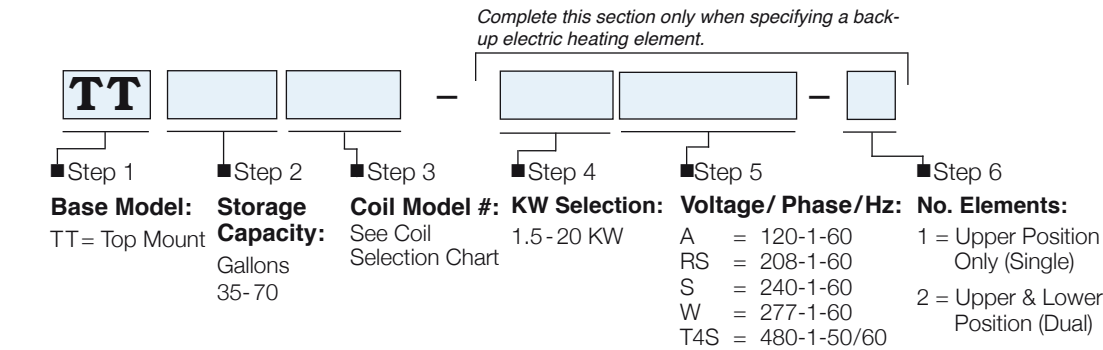 Complete this section only when specifying a back-
up electric heating element.
TT – –
■Step 1 ■Step 2 ■Step 3 ■Step 4 ■Step 5 ■Step 6
Base Model:
TT= Top Mount
Storage
Capacity:
Gallons
35-70
Coil Model #:
See Coil
Selection Chart
KW Selection:
1.5-20 KW
Voltage/Phase/Hz:
A = 120-1-60
RS = 208-1-60
S = 240-1-60
W = 277-1-60
T4S = 480-1-50/60
No. Elements:
1 = Upper Position
Only (Single)
2 = Upper & Lower
Position (Dual)